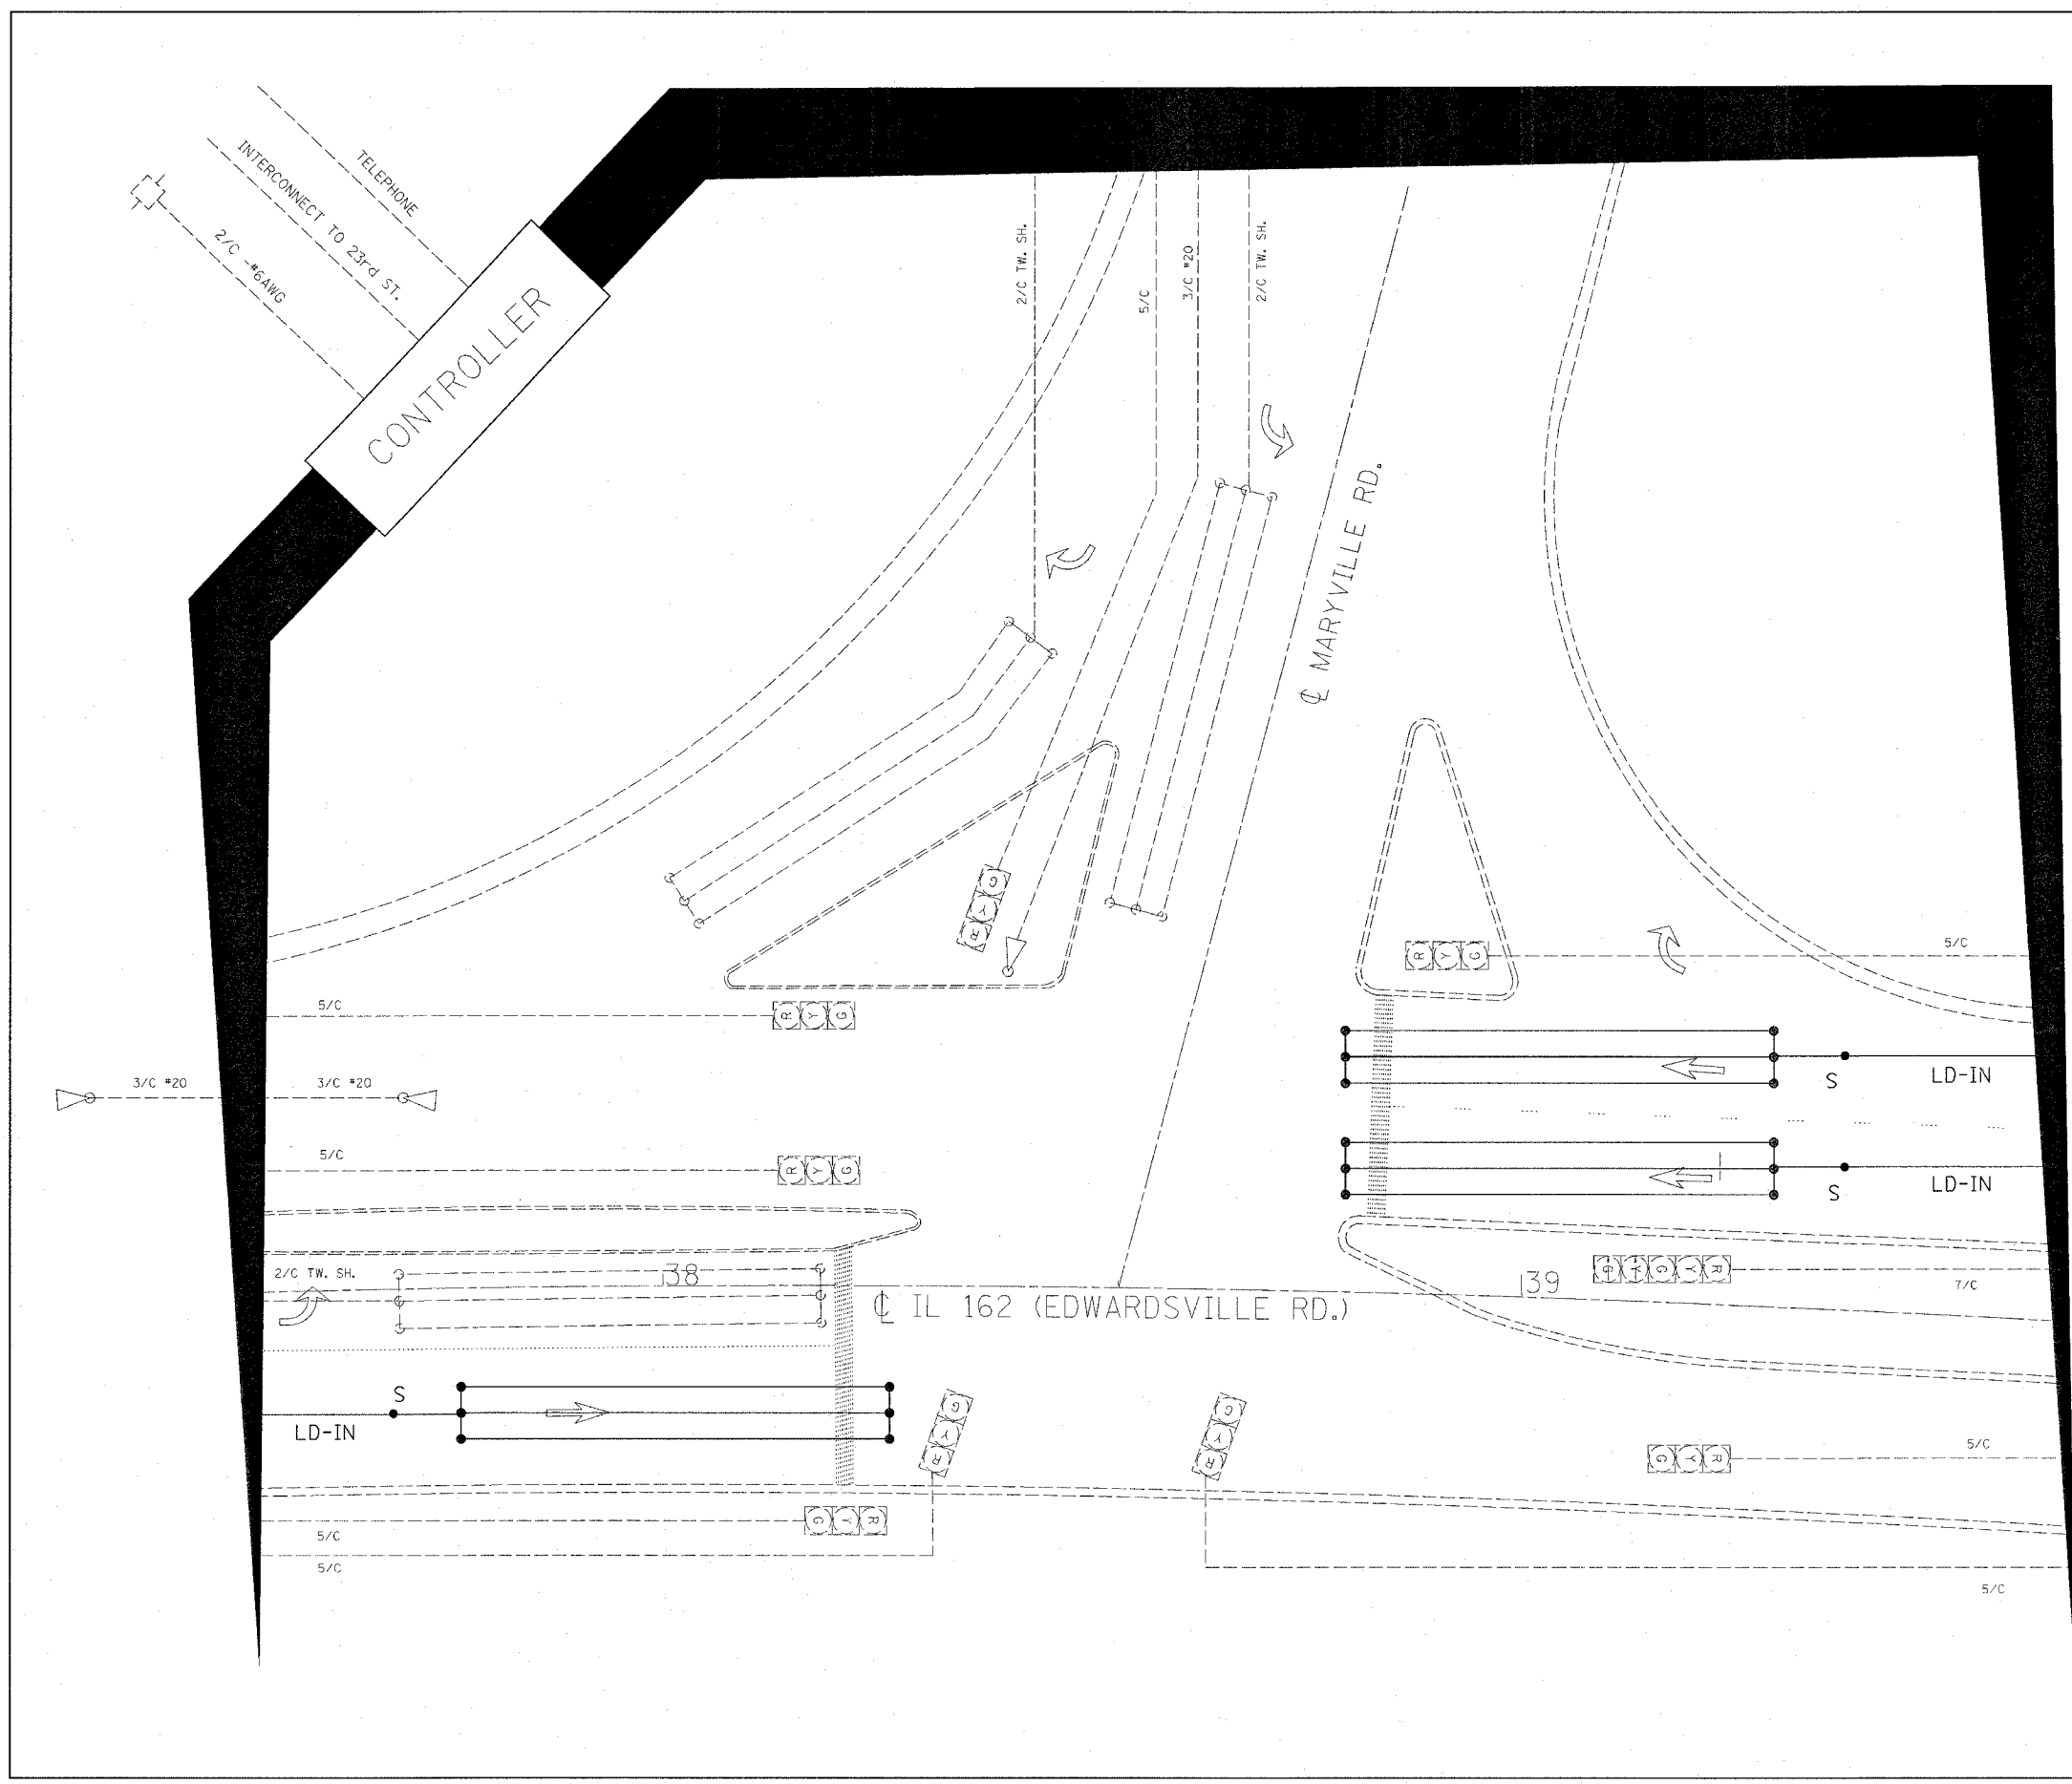 TELEPHONE
INTERCONNECT TO 23rd ST.
2/C -#6AWG
CONTROLLER
2/C TW. SH.
5/C
3/C #20
2/C TW. SH.
℄ MARYVILLE RD.
G
Y
R
R Y G
5/C
5/C
R Y G
3/C #20
3/C #20
S
LD-IN
5/C
R Y G
S
LD-IN
2/C TW. SH.
138
139
G Y G Y R
7/C
℄ IL 162 (EDWARDSVILLE RD.)
S
LD-IN
G
Y
R
G
Y
R
G Y R
5/C
5/C
G Y R
5/C
5/C